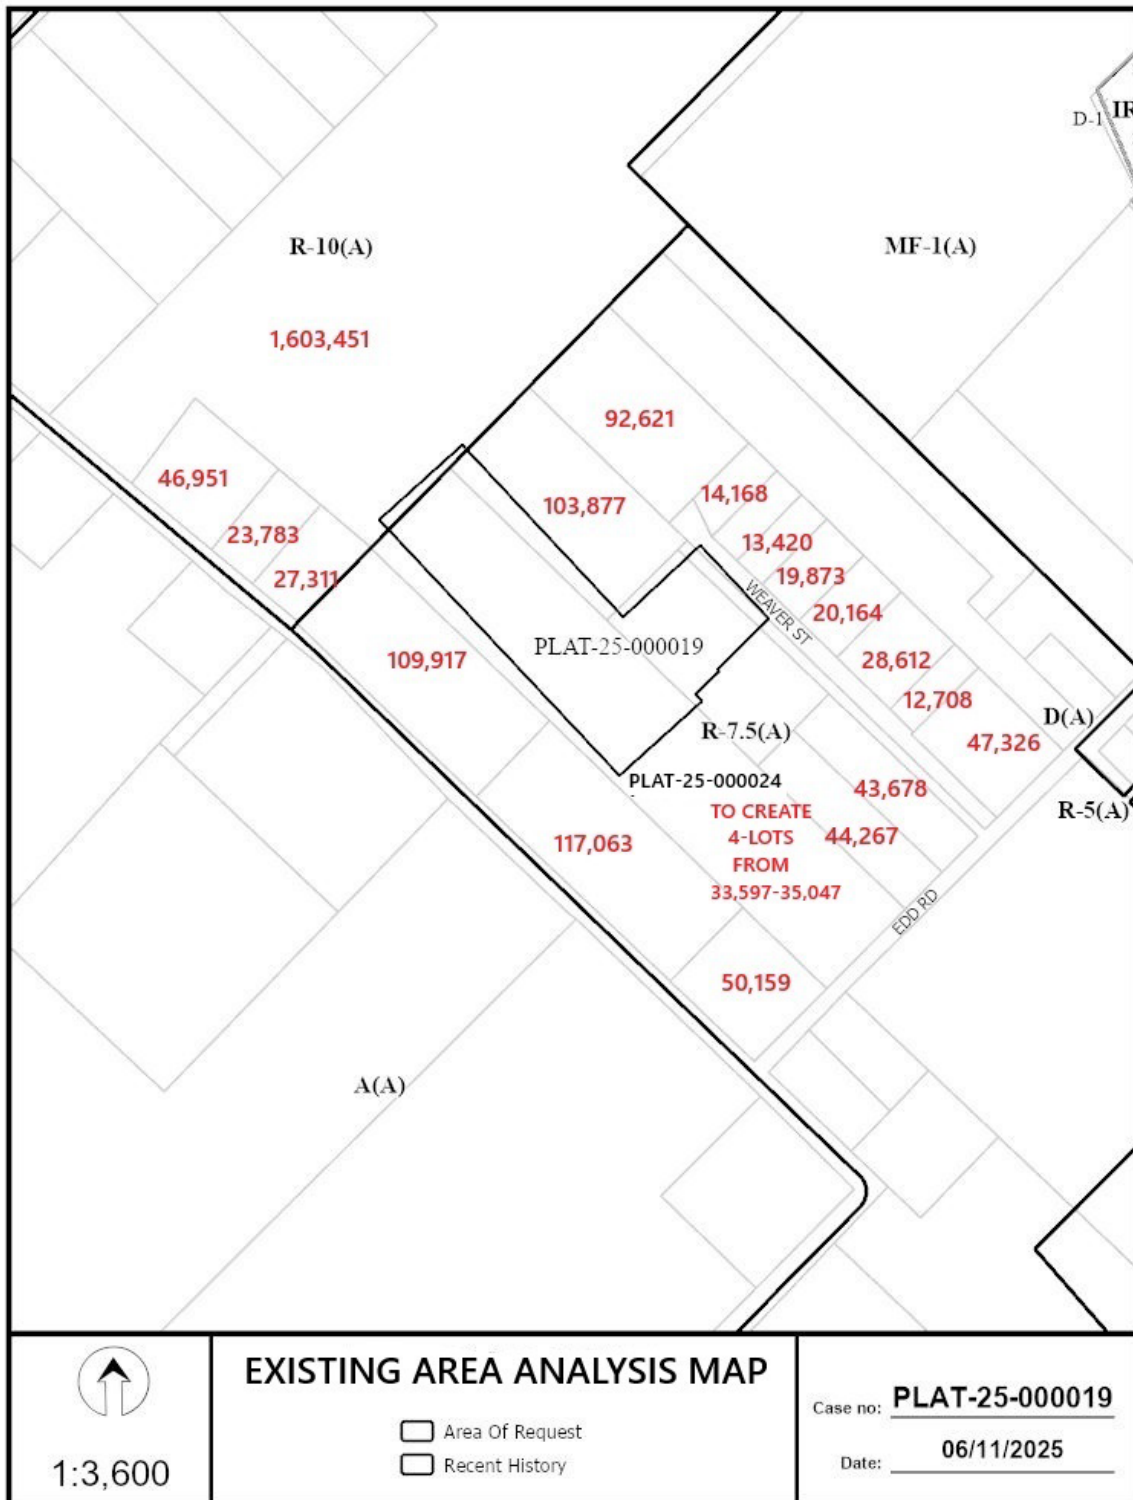 D-1
IR
R-10(A)
MF-1(A)
1,603,451
92,621
46,951
14,168
103,877
23,783
13,420
27,311
19,873
WEAVER ST
20,164
PLAT-25-000019
109,917
28,612
12,708
D(A)
R-7.5(A)
47,326
PLAT-25-000024
43,678
TO CREATE
4-LOTS
FROM
33,597-35,047
R-5(A)
44,267
117,063
EDD RD
50,159
A(A)
1:3,600
EXISTING AREA ANALYSIS MAP
Area Of Request
Recent History
Case no: PLAT-25-000019
Date: 06/11/2025